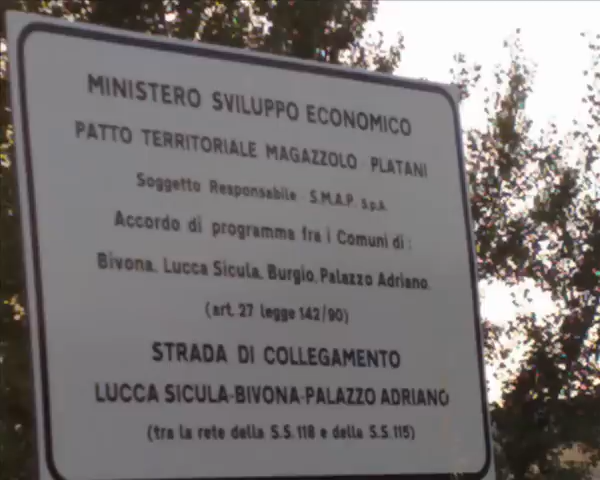 MINISTERO SVILUPPO ECONOMICO
PATTO TERRITORIALE MAGAZZOLO PLATANI
Soggetto Responsabile S.M.A.P. s.p.A.
Accordo di programma fra i Comuni di :
Bivona, Lucca Sicula, Burgio, Palazzo Adriano.
(art. 27 legge 142/90)
STRADA DI COLLEGAMENTO
LUCCA SICULA-BIVONA-PALAZZO ADRIANO
(tra la rete della S.S. 118 e della S.S. 115)